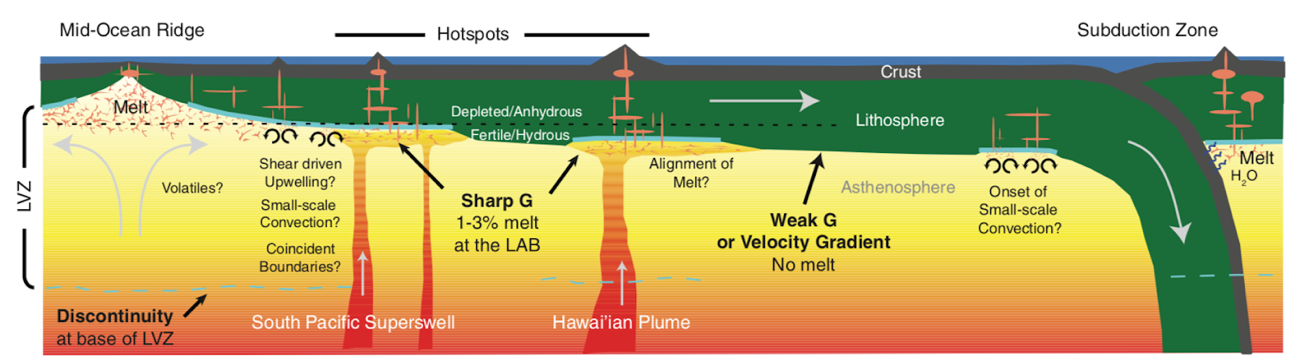 Mid-Ocean Ridge
Hotspots
Subduction Zone
Crust
Melt
Depleted/Anhydrous
Lithosphere
Fertile/Hydrous
LVZ
Volatiles?
Shear driven
Upwelling?
Small-scale
Convection?
Coincident
Boundaries?
Sharp G
1-3% melt
at the LAB
Alignment of
Melt?
Weak G
or Velocity Gradient
No melt
Asthenosphere
Onset of
Small-scale
Convection?
Melt
H₂O
Discontinuity
at base of LVZ
South Pacific Superswell
Hawai'ian Plume